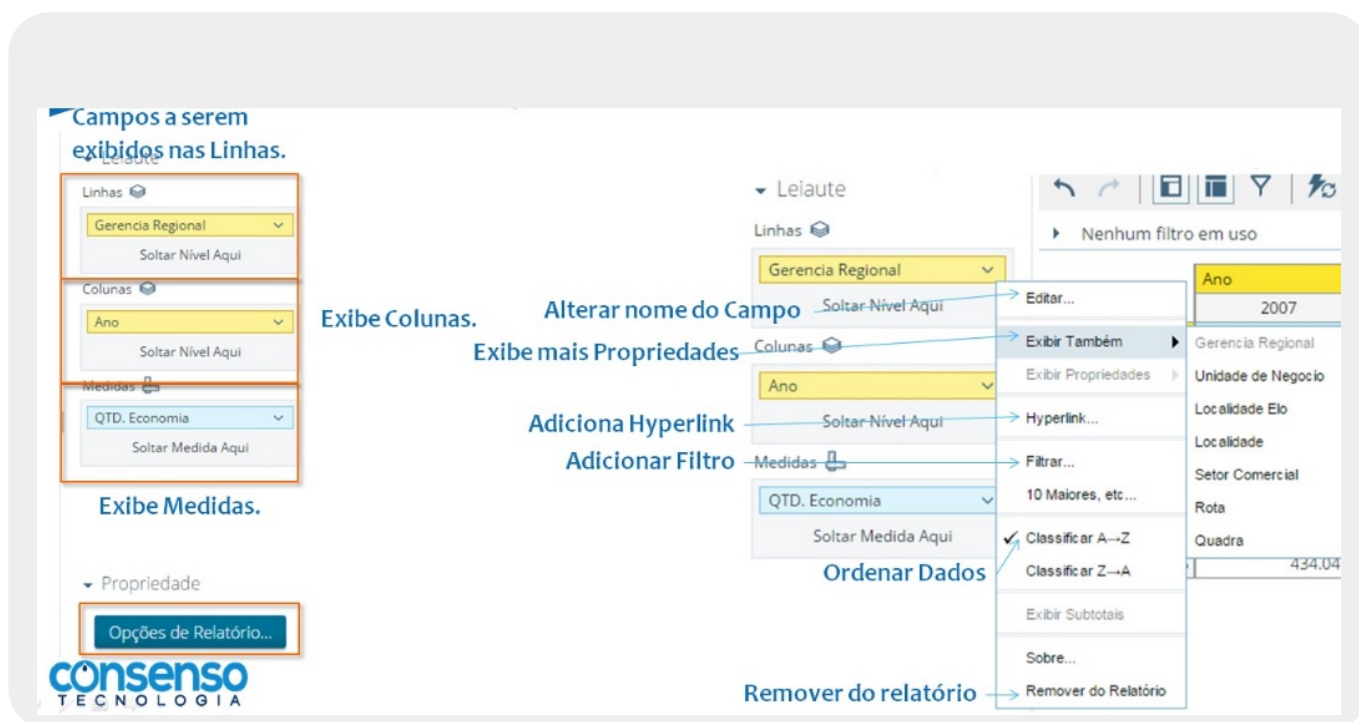 Campos a serem
exibidos nas Linhas.
Leiaute
Linhas
Gerencia Regional
Soltar Nível Aqui
Colunas
Ano
Soltar Nível Aqui
Medidas
QTD. Economia
Soltar Medida Aqui
Exibe Colunas.
Exibe Medidas.
Propriedade
Opções de Relatório...
consenso
TECNOLOGIA
Leiaute
Linhas
Gerencia Regional
Soltar Nível Aqui
Colunas
Ano
Soltar Nível Aqui
Medidas
QTD. Economia
Soltar Medida Aqui
Alterar nome do Campo
Exibe mais Propriedades
Adiciona Hyperlink
Adicionar Filtro
Ordenar Dados
Remover do relatório
Nenhum filtro em uso
Ano
2007
Editar...
Exibir Também
Exibir Propriedades
Hyperlink...
Filtrar...
10 Maiores, etc...
Classificar A→Z
Classificar Z→A
Exibir Subtotais
Sobre...
Remover do Relatório
Gerencia Regional
Unidade de Negocio
Localidade Elo
Localidade
Setor Comercial
Rota
Quadra
434.04